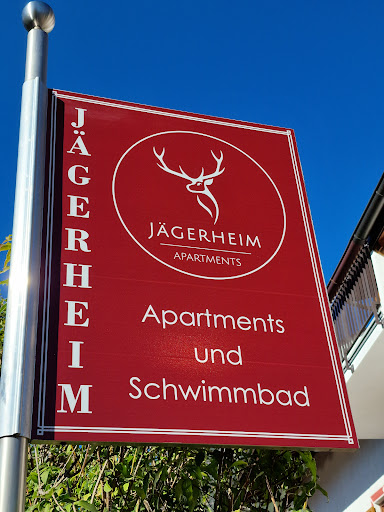 JÄGERHEIM
JÄGERHEIM
APARTMENTS
Apartments
und
Schwimmbad